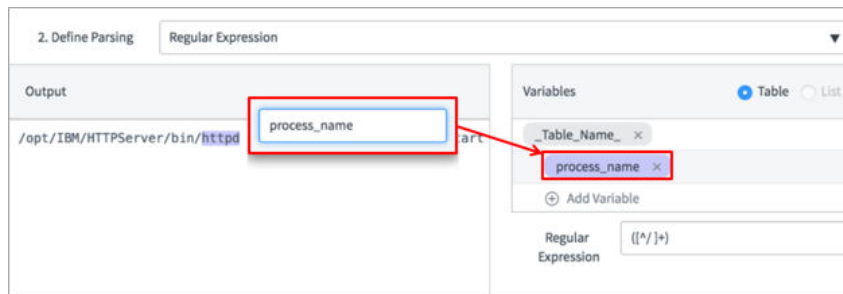 2. Define Parsing
Regular Expression
Output
/opt/IBM/HTTPServer/bin/httpd
process_name
art
Variables
Table
List
_Table_Name_ ×
process_name ×
Add Variable
Regular
Expression
([^/ ]+)